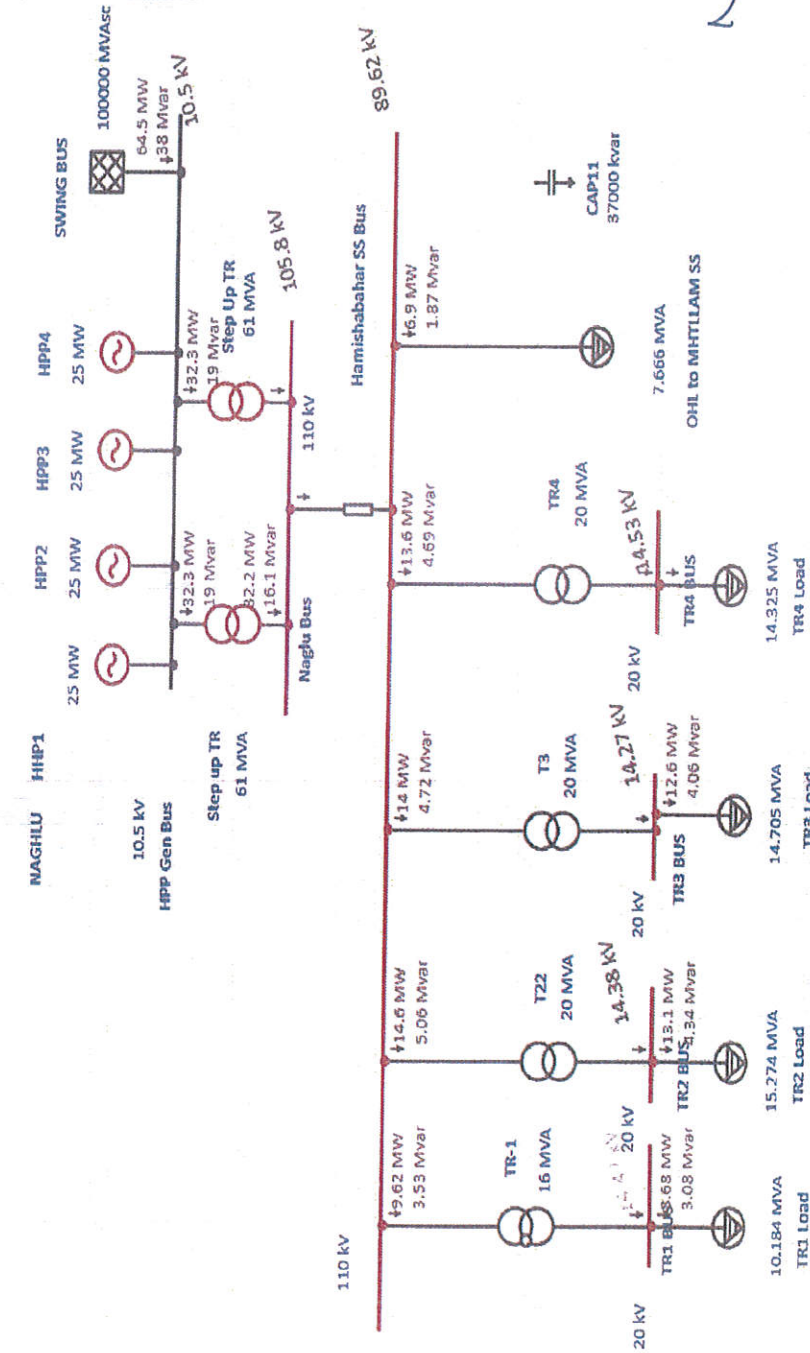 SWING BUS
100000 MVAsc
64.5 MW
38 Mvar
10.5 kV
NAGHLU
HHP1
25 MW
HPP2
25 MW
HPP3
25 MW
HPP4
25 MW
10.5 kV
HPP Gen Bus
32.3 MW
19 Mvar
32.3 MW
19 Mvar
Step up TR
61 MVA
Step Up TR
61 MVA
32.2 MW
16.1 Mvar
105.8 kV
Naglu Bus
110 kV
110 kV
Hamishabahar SS Bus
89.62 kV
9.62 MW
3.53 Mvar
14.6 MW
5.06 Mvar
14 MW
4.72 Mvar
13.6 MW
4.69 Mvar
6.9 MW
1.87 Mvar
TR-1
16 MVA
T22
20 MVA
T3
20 MVA
TR4
20 MVA
CAP11
37000 kvar
20 kV
TR1 BUS
8.68 MW
3.08 Mvar
20 kV
14.38 kV
TR2 BUS
13.1 MW
4.34 Mvar
20 kV
14.27 kV
TR3 BUS
12.6 MW
4.06 Mvar
20 kV
14.53 kV
TR4 BUS
10.184 MVA
TR1 Load
15.274 MVA
TR2 Load
14.705 MVA
TR3 Load
14.325 MVA
TR4 Load
7.666 MVA
OHL to MHTLLAM SS